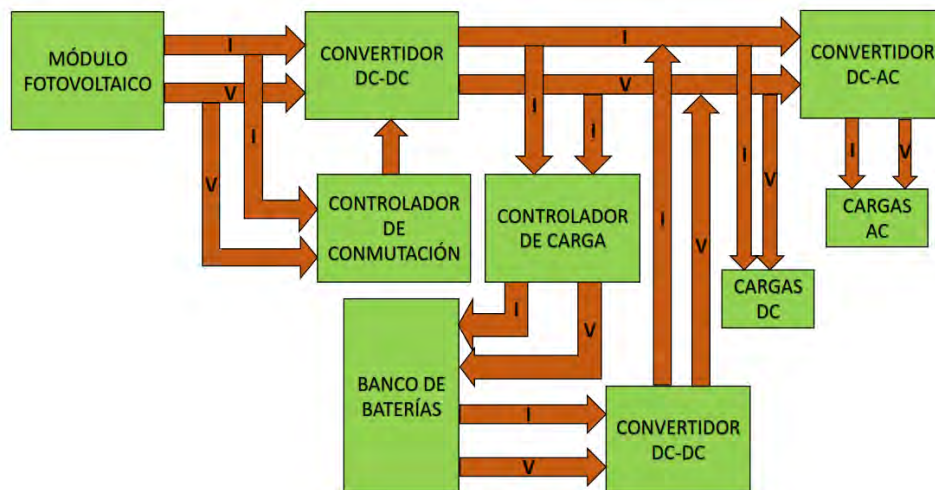 MÓDULO
FOTOVOLTAICO
I
V
I
V
CONVERTIDOR
DC-DC
I
V
CONVERTIDOR
DC-AC
CONTROLADOR
DE
CONMUTACIÓN
I
I
CONTROLADOR
DE CARGA
I
V
I
V
I
V
CARGAS
AC
CARGAS
DC
I
V
BANCO DE
BATERÍAS
I
V
CONVERTIDOR
DC-DC